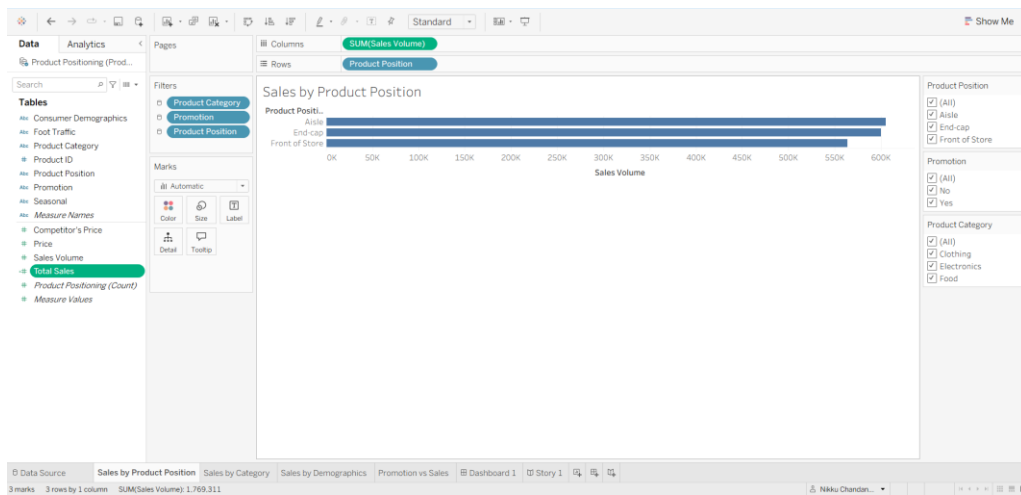 Standard
Show Me
Data
Analytics
Product Positioning (Prod...
Search
Tables
Abc Consumer Demographics
Abc Foot Traffic
Abc Product Category
Product ID
Abc Product Position
Abc Promotion
Abc Seasonal
Abc Measure Names
Competitor's Price
Price
Sales Volume
Total Sales
Product Positioning (Count)
Measure Values
Pages
Filters
Product Category
Promotion
Product Position
Marks
Automatic
Color Size Label
Detail Tooltip
Columns SUM(Sales Volume)
Rows Product Position
Sales by Product Position
Product Positi...
Aisle
End-cap
Front of Store
0K 50K 100K 150K 200K 250K 300K 350K 400K 450K 500K 550K 600K
Sales Volume
Product Position
(All)
Aisle
End-cap
Front of Store
Promotion
(All)
No
Yes
Product Category
(All)
Clothing
Electronics
Food
Data Source Sales by Product Position Sales by Category Sales by Demographics Promotion vs Sales Dashboard 1 Story 1
3 marks 3 rows by 1 column SUM(Sales Volume): 1,769,311 Nikku Chandan...